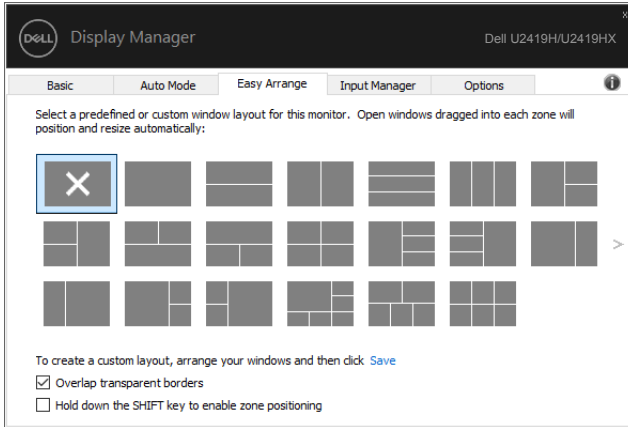 DELL Display Manager Dell U2419H/U2419HX
Basic Auto Mode Easy Arrange Input Manager Options
Select a predefined or custom window layout for this monitor. Open windows dragged into each zone will
position and resize automatically:
To create a custom layout, arrange your windows and then click Save
Overlap transparent borders
Hold down the SHIFT key to enable zone positioning